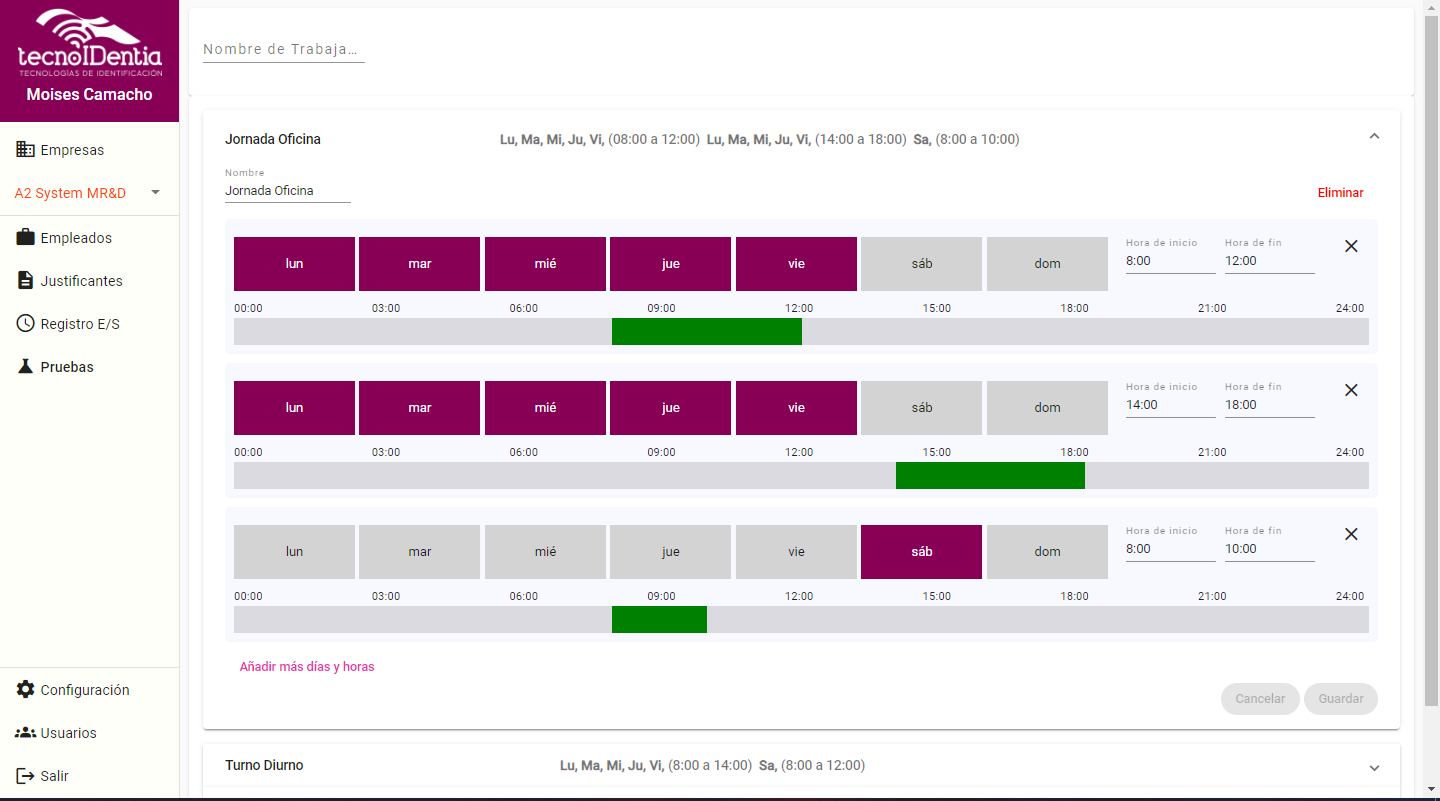 tecnoIDentia
TECNOLOGÍAS DE IDENTIFICACIÓN
Moises Camacho
Empresas
A2 System MR&D
Empleados
Justificantes
Registro E/S
Pruebas
Configuración
Usuarios
Salir
Nombre de Trabaja…
Jornada Oficina Lu, Ma, Mi, Ju, Vi, (08:00 a 12:00) Lu, Ma, Mi, Ju, Vi, (14:00 a 18:00) Sa, (8:00 a 10:00)
Nombre
Jornada Oficina
Eliminar
lun mar mié jue vie sáb dom
Hora de inicio Hora de fin
8:00 12:00
00:00 03:00 06:00 09:00 12:00 15:00 18:00 21:00 24:00
lun mar mié jue vie sáb dom
Hora de inicio Hora de fin
14:00 18:00
00:00 03:00 06:00 09:00 12:00 15:00 18:00 21:00 24:00
lun mar mié jue vie sáb dom
Hora de inicio Hora de fin
8:00 10:00
00:00 03:00 06:00 09:00 12:00 15:00 18:00 21:00 24:00
Añadir más días y horas
Cancelar Guardar
Turno Diurno Lu, Ma, Mi, Ju, Vi, (8:00 a 14:00) Sa, (8:00 a 12:00)